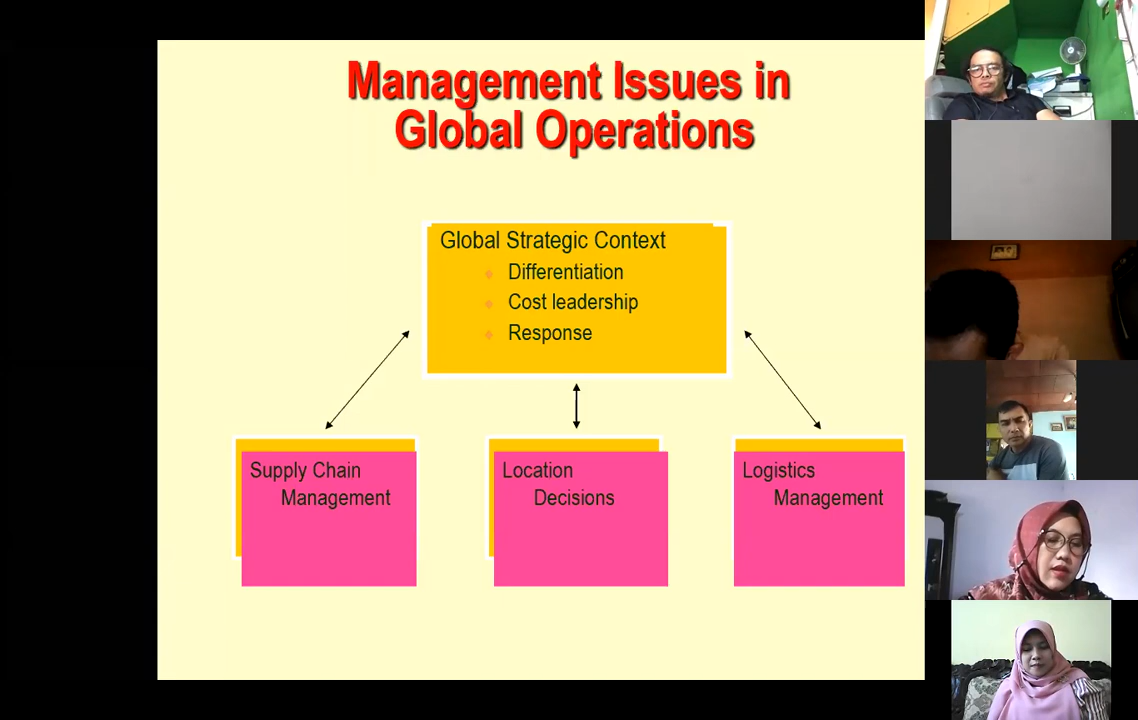 Management Issues in
Global Operations
Global Strategic Context
Differentiation
Cost leadership
Response
Supply Chain
Management
Location
Decisions
Logistics
Management